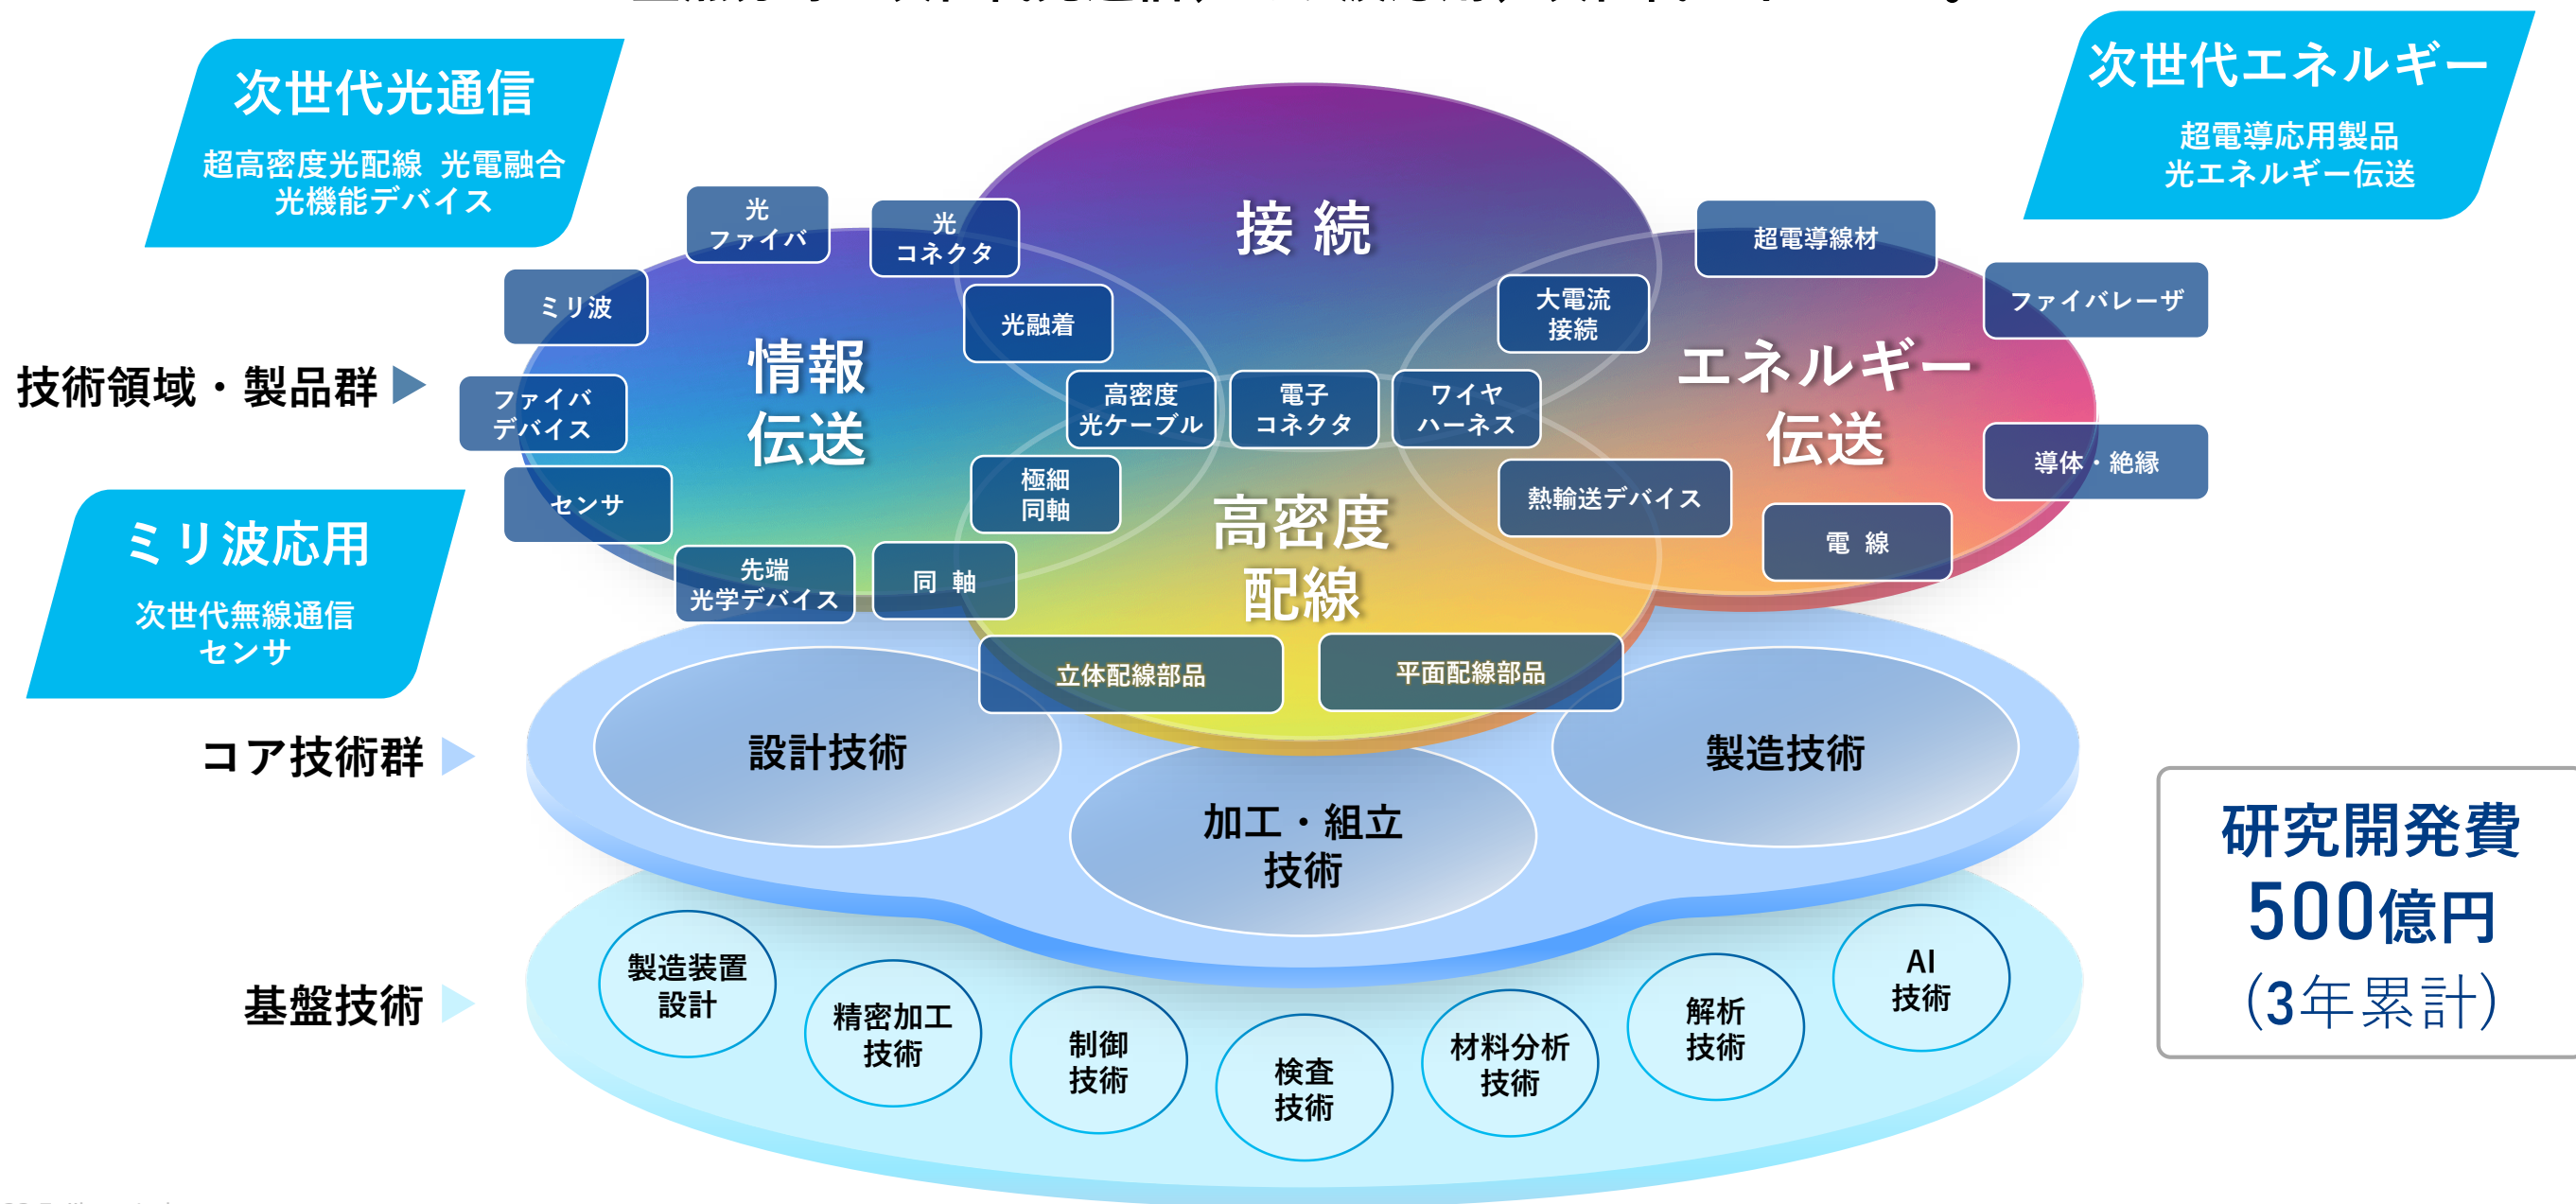 次世代光通信
超高密度光配線 光電融合
光機能デバイス
次世代エネルギー
超電導応用製品
光エネルギー伝送
接 続
光
ファイバ
光
コネクタ
超電導線材
ミリ波
光融着
大電流
接続
ファイバレーザ
情報
伝送
エネルギー
伝送
技術領域・製品群
ファイバ
デバイス
高密度
光ケーブル
電子
コネクタ
ワイヤ
ハーネス
導体・絶縁
センサ
極細
同軸
高密度
配線
熱輸送デバイス
電 線
ミリ波応用
次世代無線通信
センサ
先端
光学デバイス
同 軸
立体配線部品
平面配線部品
コア技術群
設計技術
加工・組立
技術
製造技術
研究開発費
500億円
(3年累計)
基盤技術
製造装置
設計
精密加工
技術
制御
技術
検査
技術
材料分析
技術
解析
技術
AI
技術